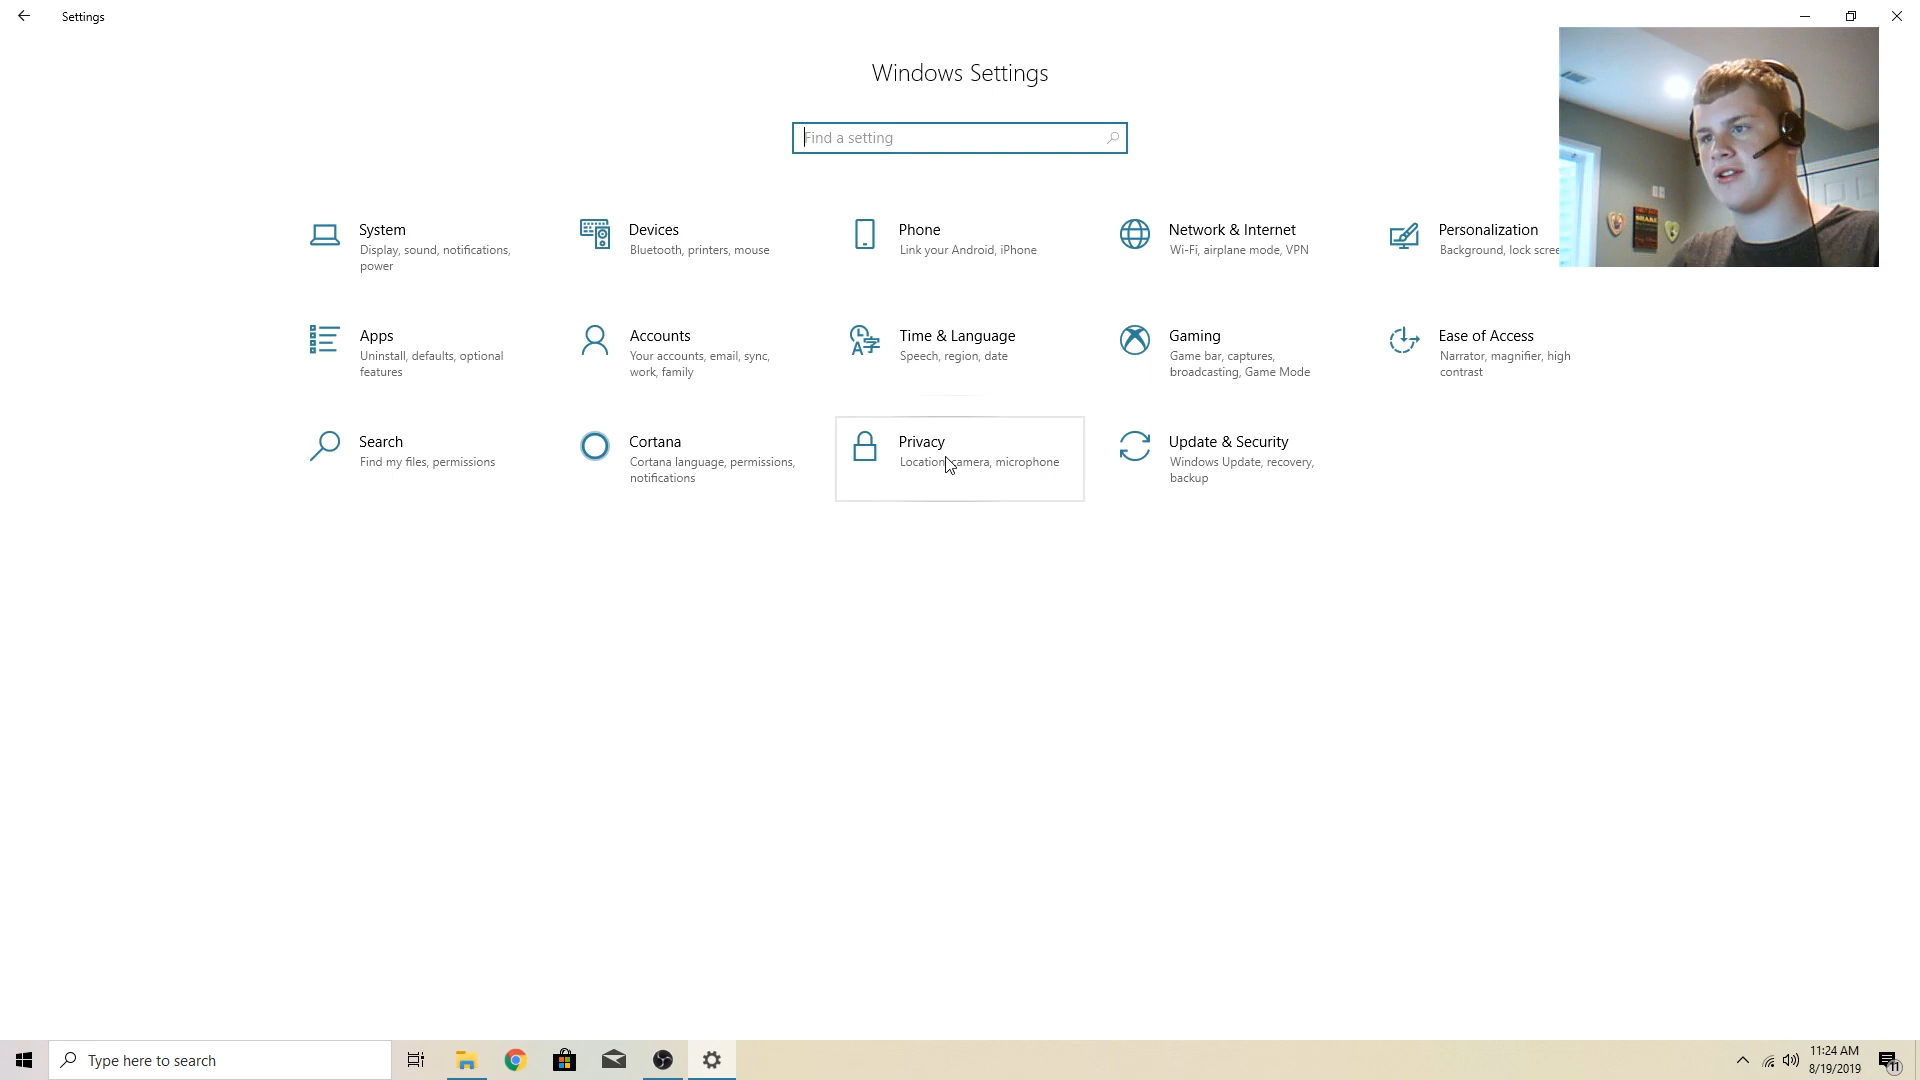 Settings
Windows Settings
Find a setting
System
Display, sound, notifications,
power
Devices
Bluetooth, printers, mouse
Phone
Link your Android, iPhone
Network & Internet
Wi-Fi, airplane mode, VPN
Personalization
Background, lock scree
Apps
Uninstall, defaults, optional
features
Accounts
Your accounts, email, sync,
work, family
Time & Language
Speech, region, date
Gaming
Game bar, captures,
broadcasting, Game Mode
Ease of Access
Narrator, magnifier, high
contrast
Search
Find my files, permissions
Cortana
Cortana language, permissions,
notifications
Privacy
Location, camera, microphone
Update & Security
Windows Update, recovery,
backup
Type here to search
11:24 AM
8/19/2019
11